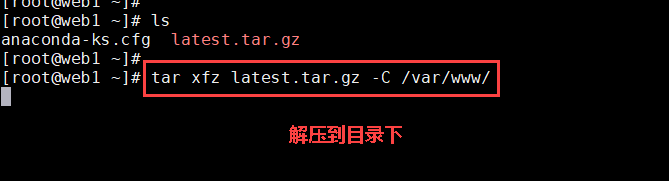 [root@web1 ~]#
[root@web1 ~]# ls
anaconda-ks.cfg  latest.tar.gz
[root@web1 ~]#
[root@web1 ~]# tar xfz latest.tar.gz -C /var/www/
解压到目录下